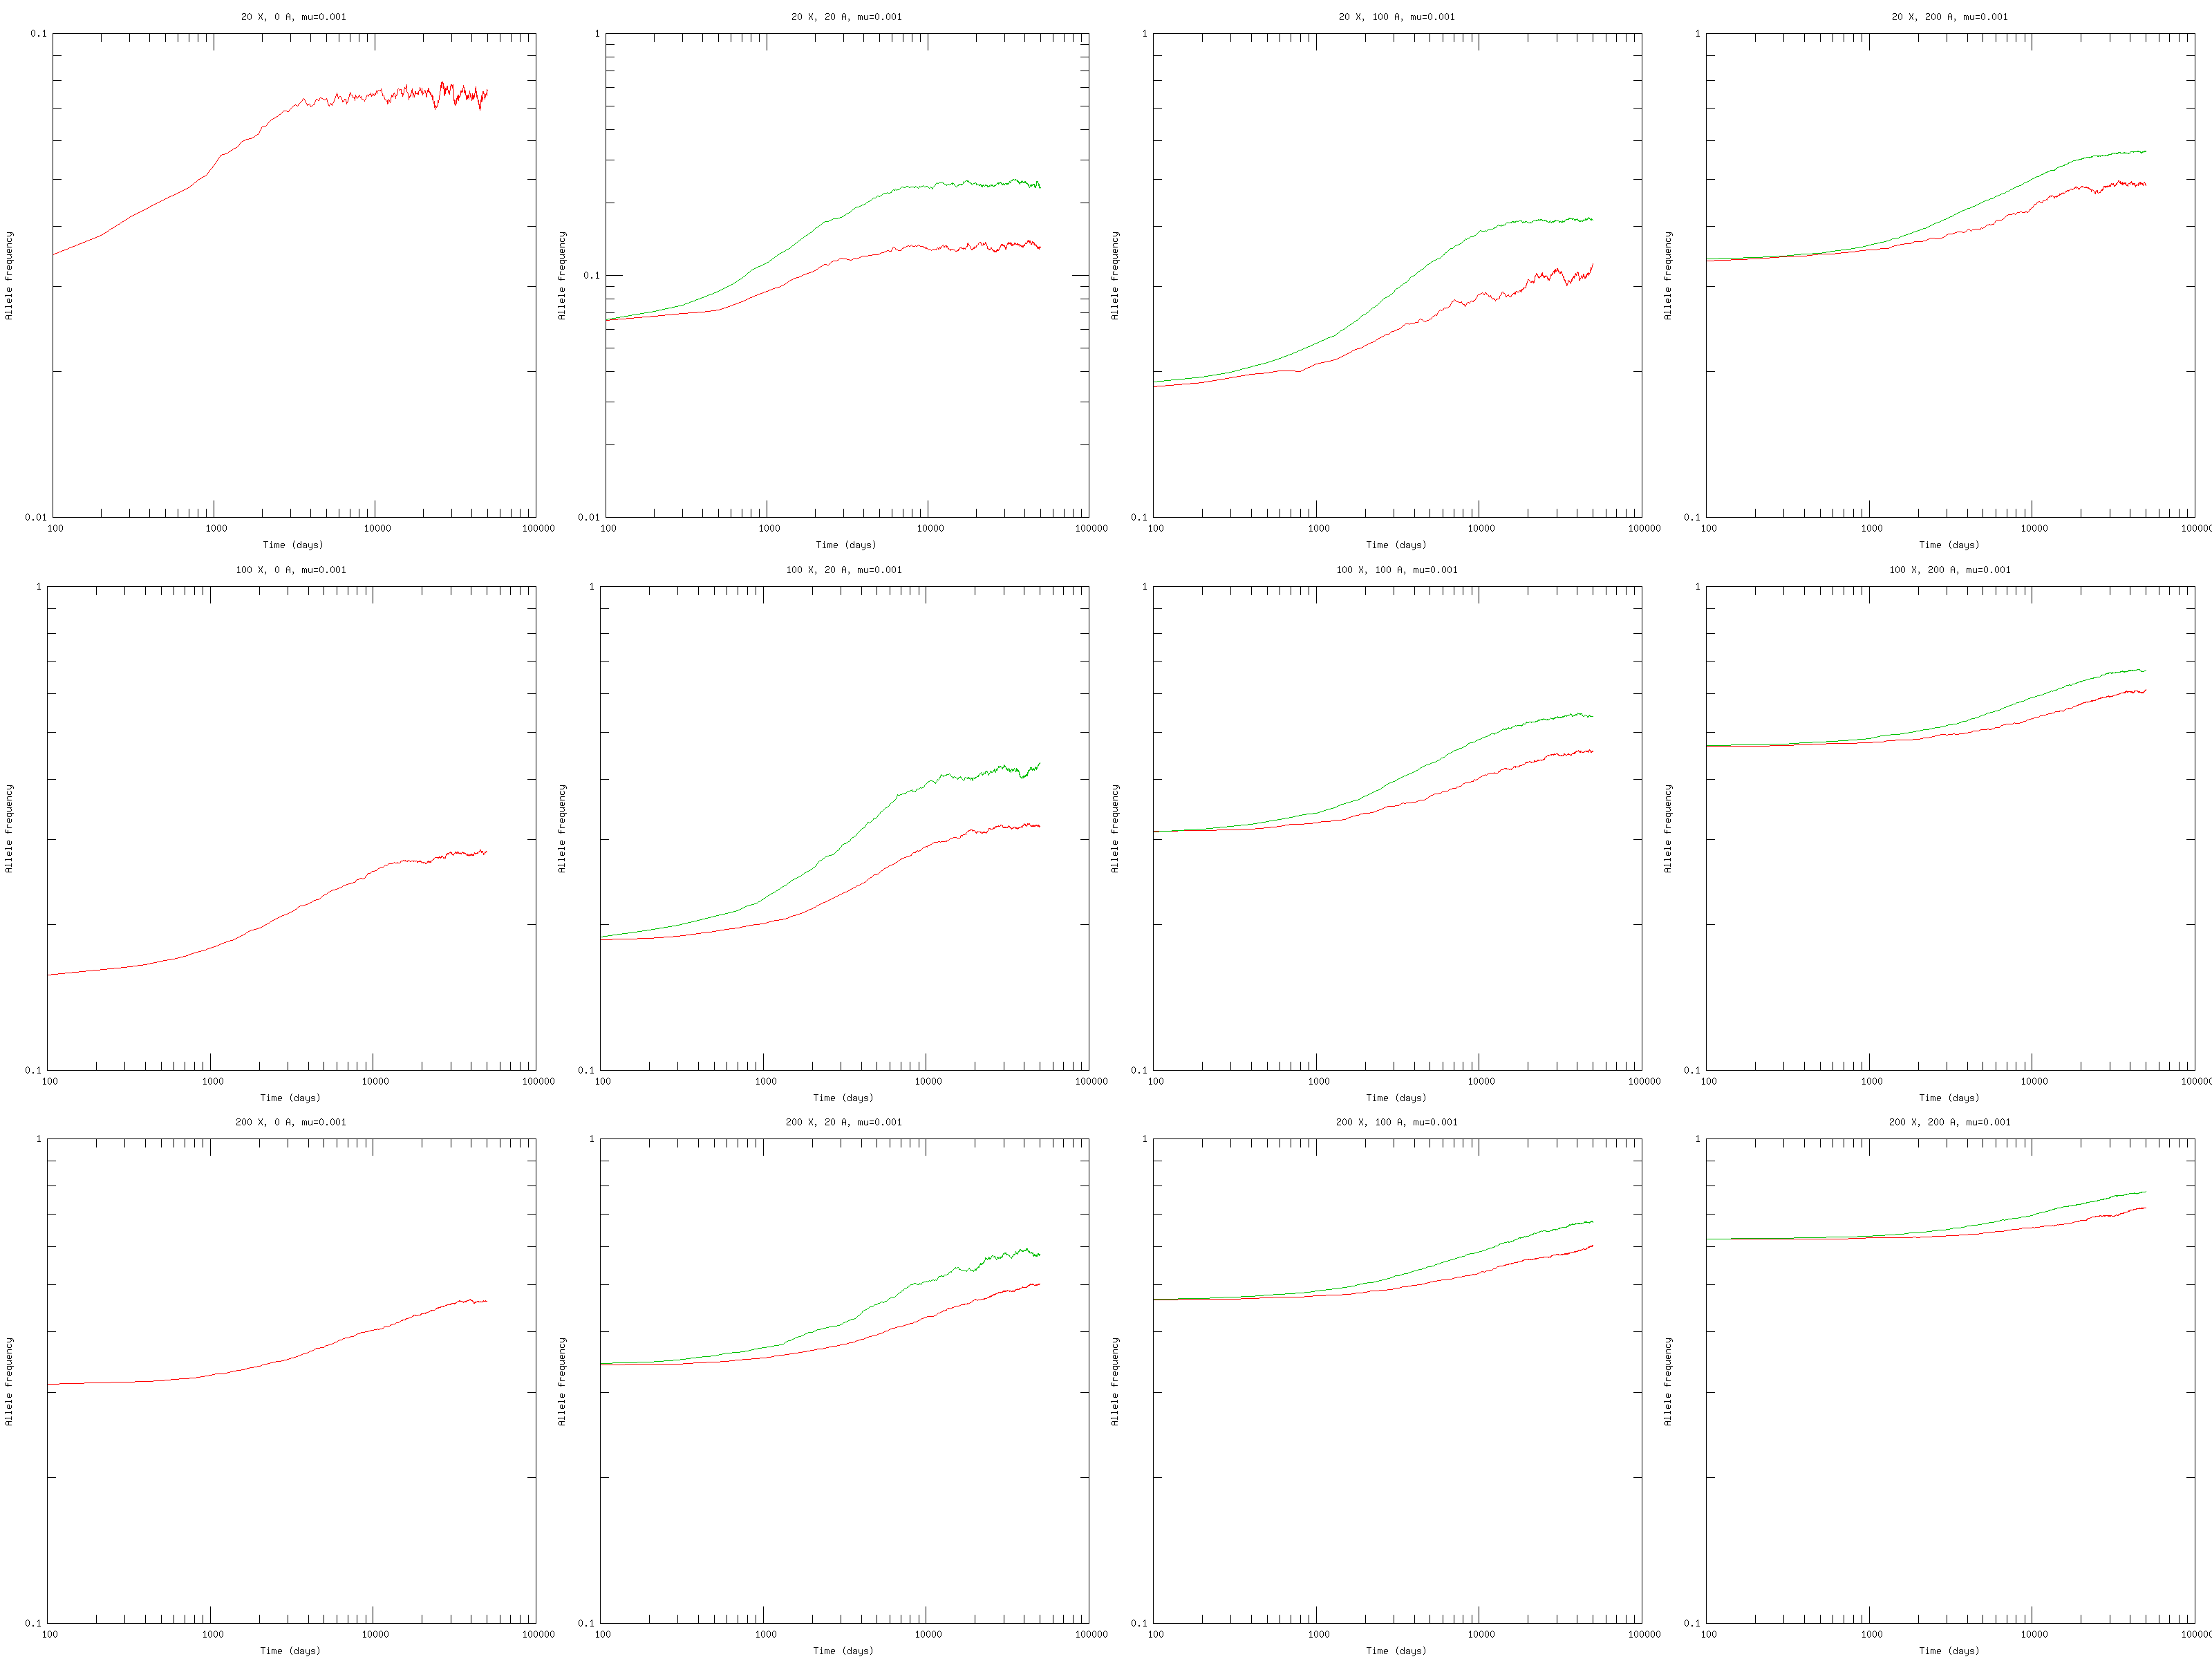 20 X, 0 A, mu=0.001
0.1
Allele frequency
0.01
100 1000 10000 100000
Time (days)
20 X, 20 A, mu=0.001
1
0.1
Allele frequency
0.01
100 1000 10000 100000
Time (days)
20 X, 100 A, mu=0.001
1
Allele frequency
0.1
100 1000 10000 100000
Time (days)
20 X, 200 A, mu=0.001
1
Allele frequency
0.1
100 1000 10000 100000
Time (days)
100 X, 0 A, mu=0.001
1
Allele frequency
0.1
100 1000 10000 100000
Time (days)
100 X, 20 A, mu=0.001
1
Allele frequency
0.1
100 1000 10000 100000
Time (days)
100 X, 100 A, mu=0.001
1
Allele frequency
0.1
100 1000 10000 100000
Time (days)
100 X, 200 A, mu=0.001
1
Allele frequency
0.1
100 1000 10000 100000
Time (days)
200 X, 0 A, mu=0.001
1
Allele frequency
0.1
100 1000 10000 100000
Time (days)
200 X, 20 A, mu=0.001
1
Allele frequency
0.1
100 1000 10000 100000
Time (days)
200 X, 100 A, mu=0.001
1
Allele frequency
0.1
100 1000 10000 100000
Time (days)
200 X, 200 A, mu=0.001
1
Allele frequency
0.1
100 1000 10000 100000
Time (days)